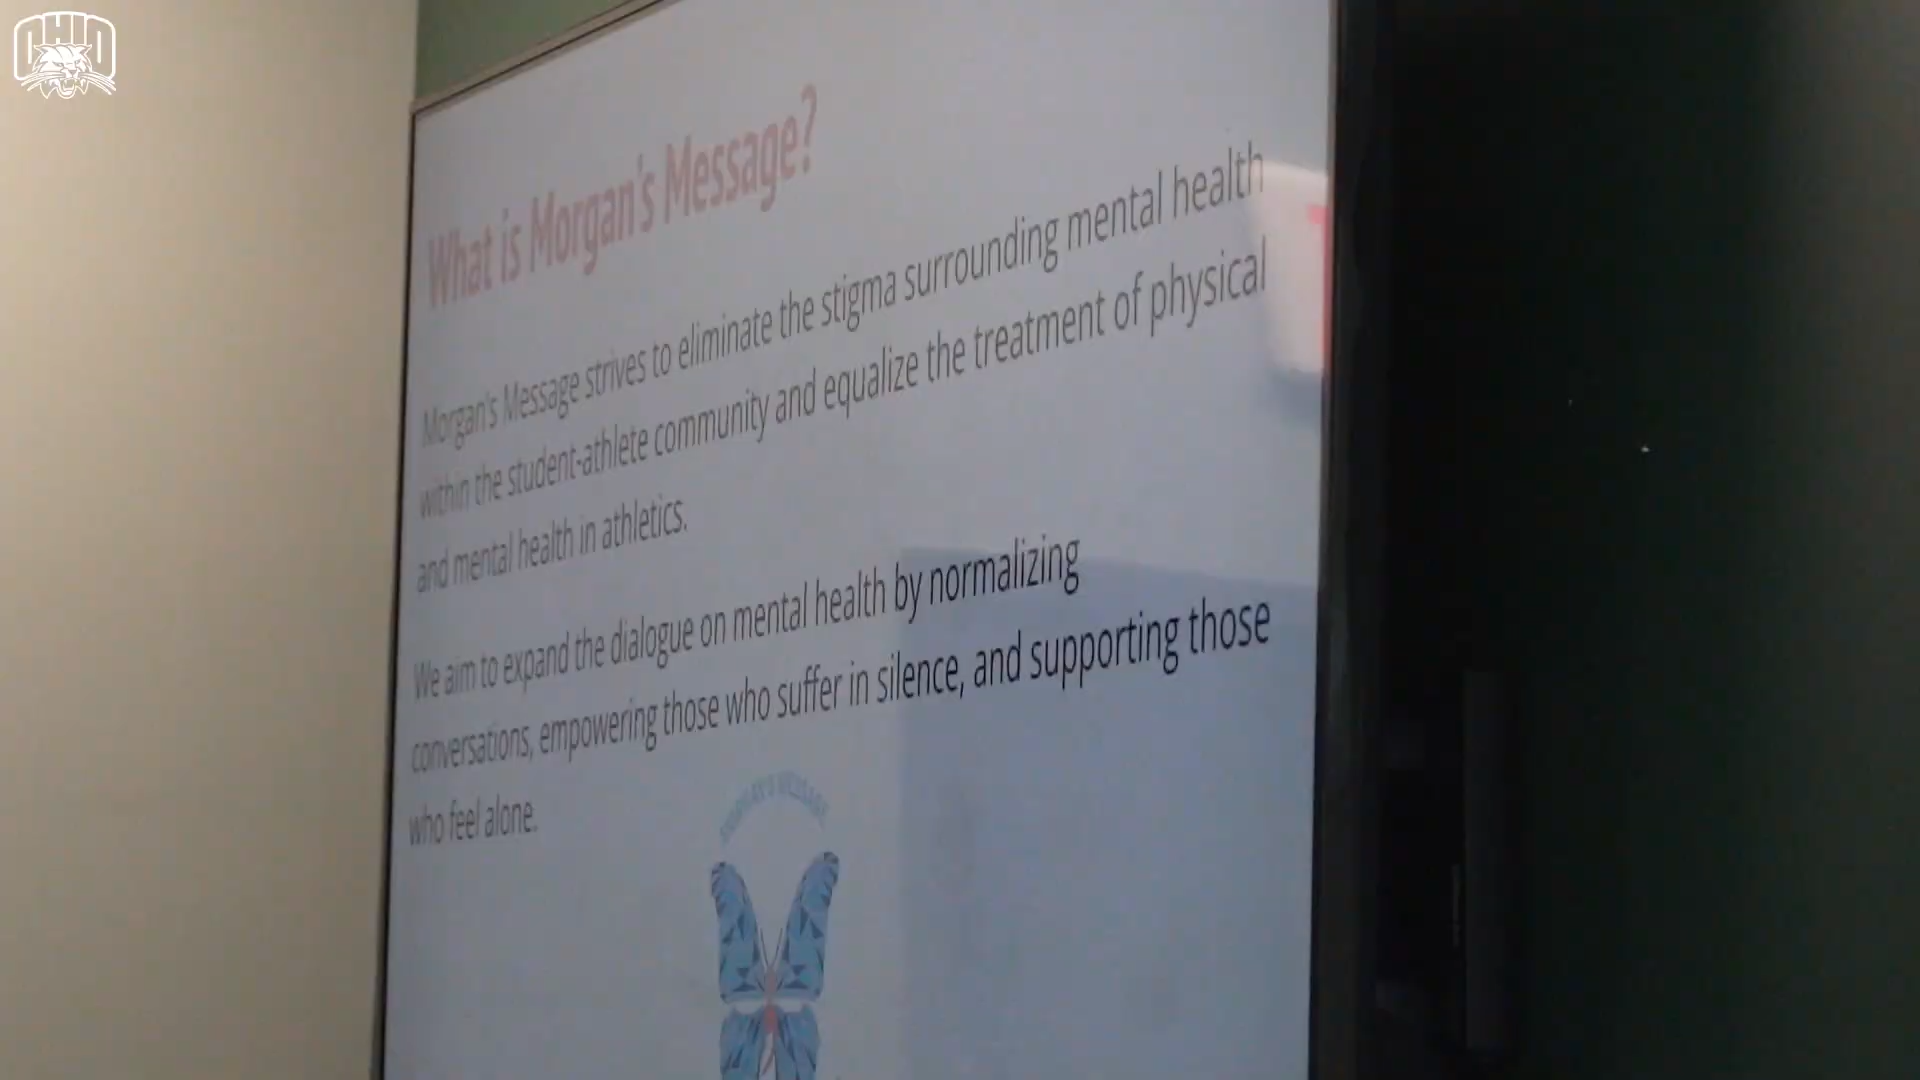 OHIO
What is Morgan's Message?
Morgan's Message strives to eliminate the stigma surrounding mental health
within the student-athlete community and equalize the treatment of physical
and mental health in athletics.
We aim to expand the dialogue on mental health by normalizing
conversations, empowering those who suffer in silence, and supporting those
who feel alone.
MORGAN'S MESSAGE